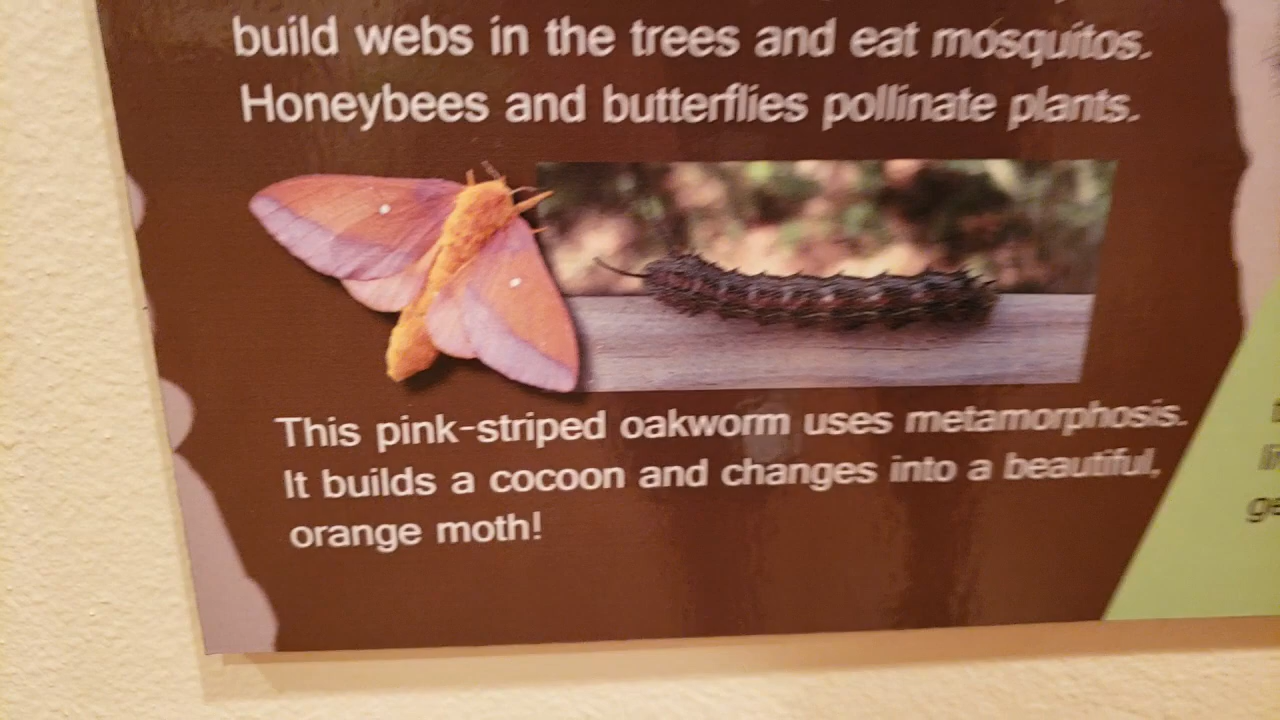 build webs in the trees and eat mosquitos.
Honeybees and butterflies pollinate plants.
This pink-striped oakworm uses metamorphosis.
It builds a cocoon and changes into a beautiful,
orange moth!